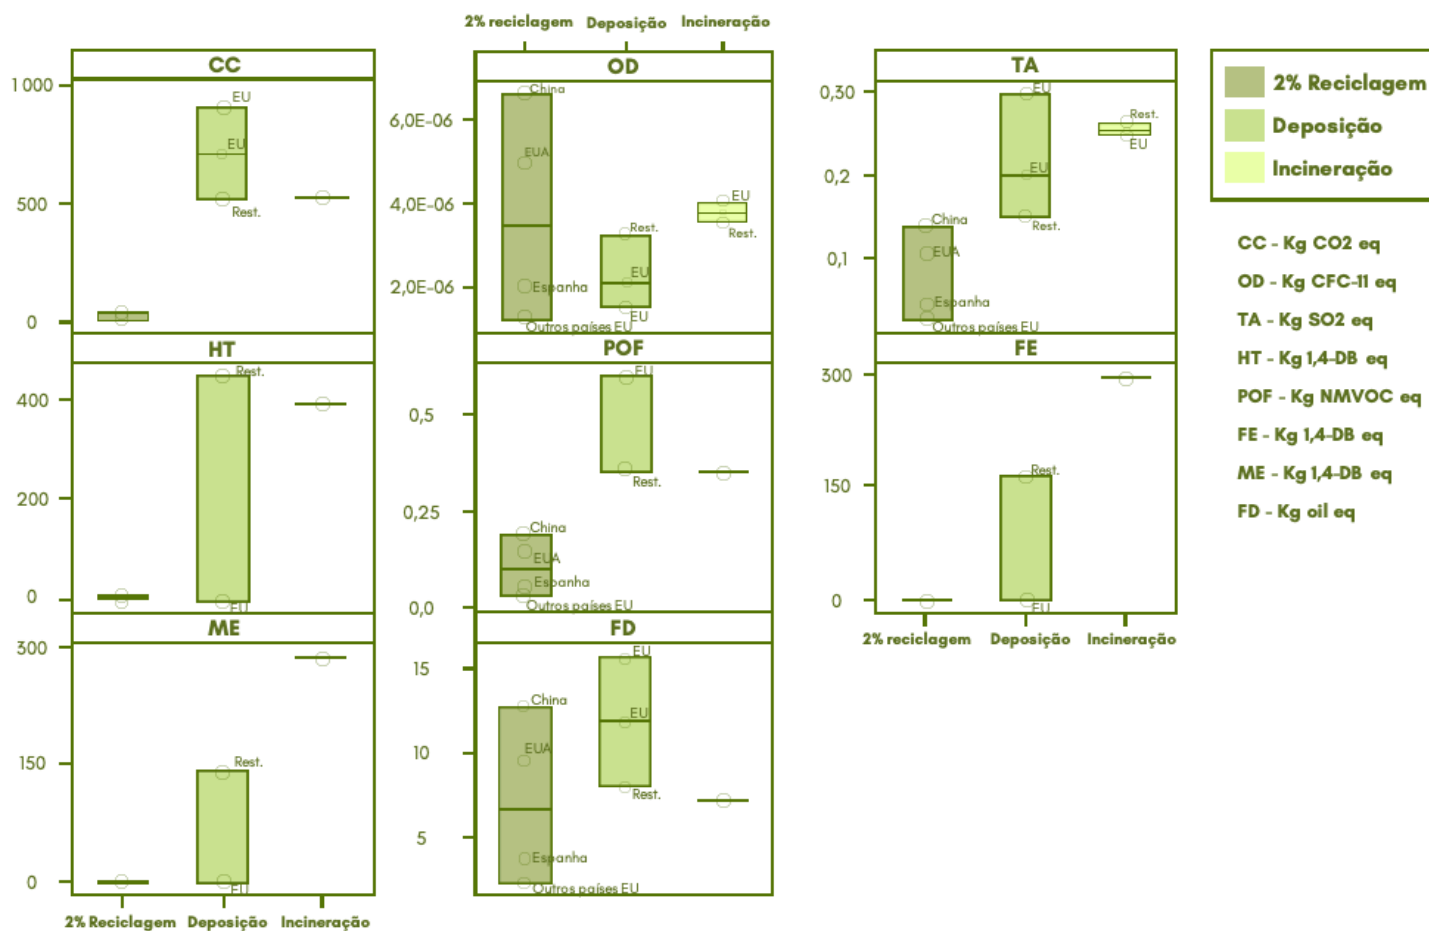 2% reciclagem
Deposição
Incineração
CC
1 000
500
0
EU
EU
Rest.
OD
6,0E-06
4,0E-06
2,0E-06
China
EUA
Espanha
Outros países EU
Rest.
EU
EU
EU
Rest.
TA
0,30
0,2
0,1
China
EUA
Espanha
Outros países EU
EU
EU
Rest.
Rest.
EU
2% Reciclagem
Deposição
Incineração
CC - Kg CO2 eq
OD - Kg CFC-11 eq
TA - Kg SO2 eq
HT - Kg 1,4-DB eq
POF - Kg NMVOC eq
FE - Kg 1,4-DB eq
ME - Kg 1,4-DB eq
FD - Kg oil eq
HT
400
200
0
Rest.
EU
POF
0,5
0,25
0,0
China
EUA
Espanha
Outros países EU
EU
Rest.
FE
300
150
0
Rest.
EU
2% reciclagem
Deposição
Incineração
ME
300
150
0
Rest.
EU
2% Reciclagem
Deposição
Incineração
FD
15
10
5
China
EUA
Espanha
Outros países EU
EU
EU
Rest.